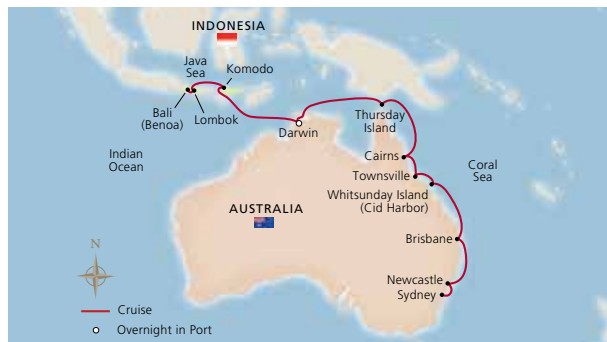 INDONESIA
Java
Sea
Komodo
Bali
(Benoa)
Lombok
Darwin
Thursday
Island
Indian
Ocean
Cairns
Coral
Sea
Townsville
Whitsunday Island
(Cid Harbor)
AUSTRALIA
Brisbane
N
Newcastle
Sydney
Cruise
Overnight in Port